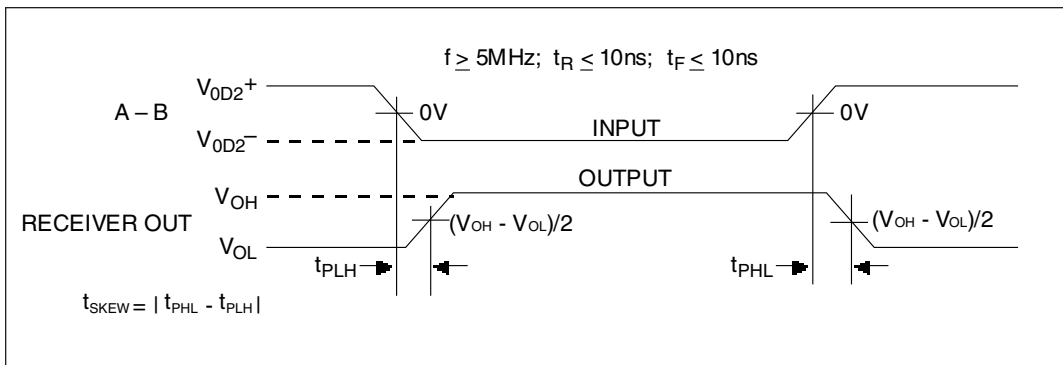 f ≥ 5MHz; tR ≤ 10ns; tF ≤ 10ns
V0D2+
A – B
0V
0V
V0D2–
INPUT
VOH
OUTPUT
RECEIVER OUT
(VOH - VOL)/2
(VOH - VOL)/2
VOL
tPLH
tPHL
tSKEW = | tPHL - tPLH|